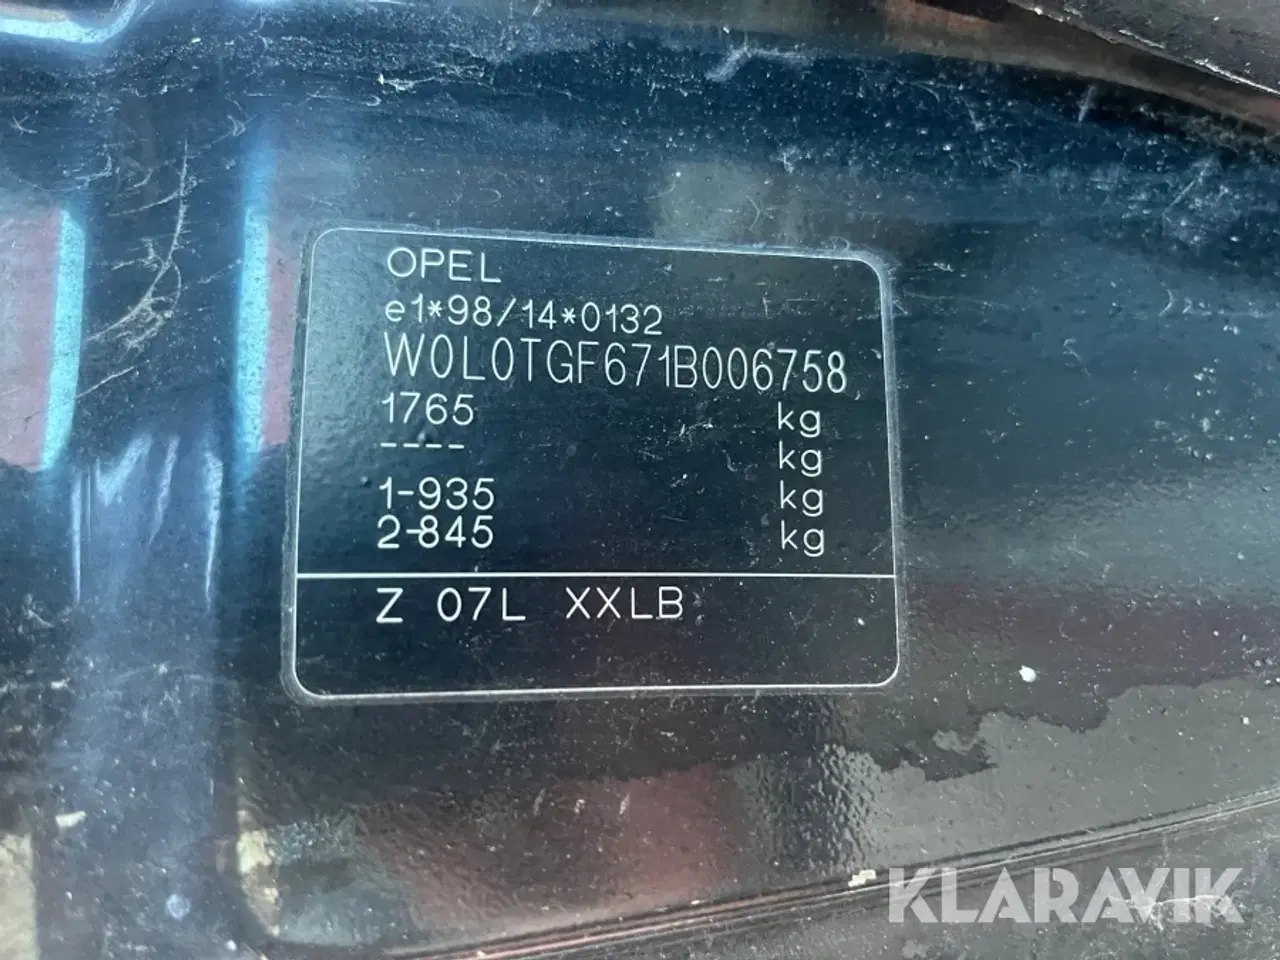 OPEL
e1*98/14*0132
W0L0TGF671B006758
1765 kg
---- kg
1-935 kg
2-845 kg
Z 07L XXLB
KLARAVIK